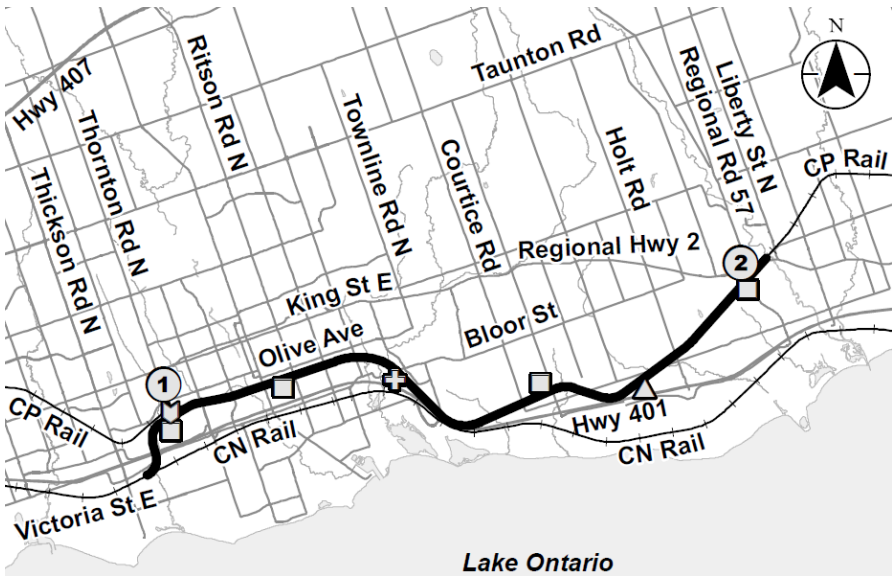 N
Hwy 407
Ritson Rd N
Taunton Rd
Regional Rd 57
Liberty St N
Thornton Rd N
Thickson Rd N
Townline Rd N
Courtice Rd
Holt Rd
CP Rail
Regional Hwy 2
2
King St E
Bloor St
Olive Ave
1
CP Rail
CN Rail
Hwy 401
CN Rail
Victoria St E
Lake Ontario